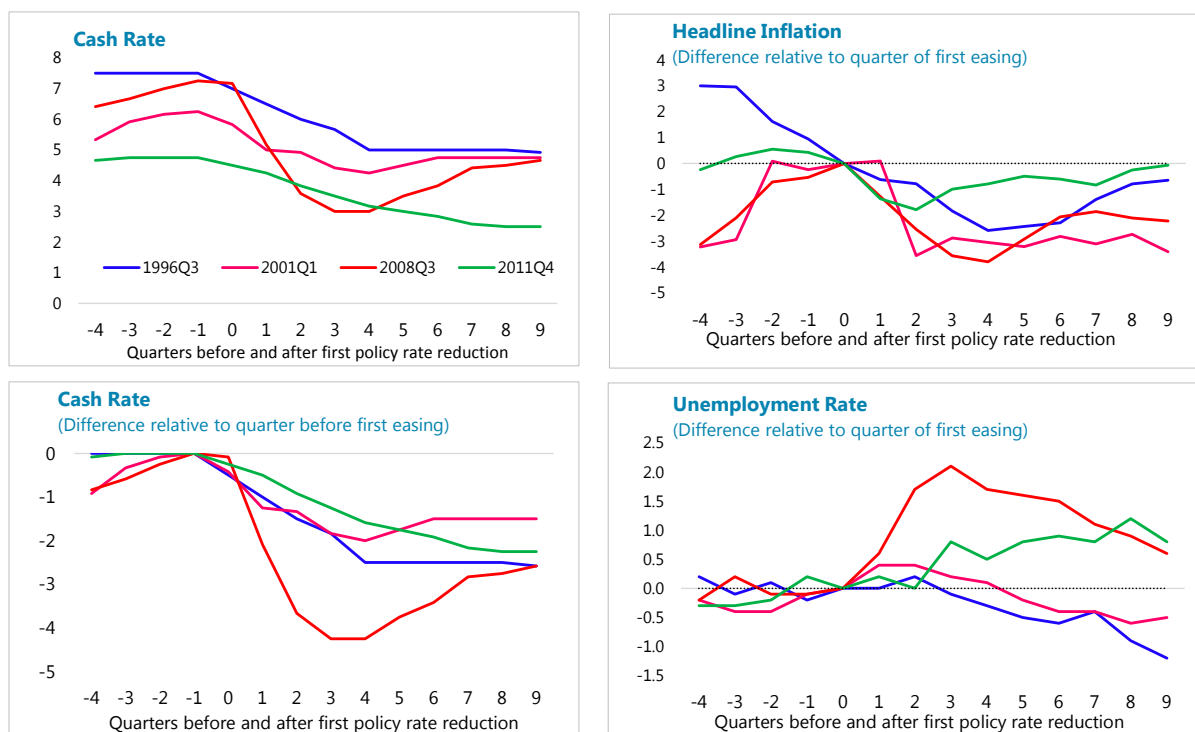 Cash Rate
8
7
6
5
4
3
2
1
0
1996Q3 2001Q1 2008Q3 2011Q4
-4 -3 -2 -1 0 1 2 3 4 5 6 7 8 9
Quarters before and after first policy rate reduction
Headline Inflation
(Difference relative to quarter of first easing)
4
3
2
1
0
-1
-2
-3
-4
-5
-4 -3 -2 -1 0 1 2 3 4 5 6 7 8 9
Quarters before and after first policy rate reduction
Cash Rate
(Difference relative to quarter before first easing)
0
-1
-2
-3
-4
-5
-4 -3 -2 -1 0 1 2 3 4 5 6 7 8 9
Quarters before and after first policy rate reduction
Unemployment Rate
(Difference relative to quarter of first easing)
2.5
2.0
1.5
1.0
0.5
0.0
-0.5
-1.0
-1.5
-4 -3 -2 -1 0 1 2 3 4 5 6 7 8 9
Quarters before and after first policy rate reduction